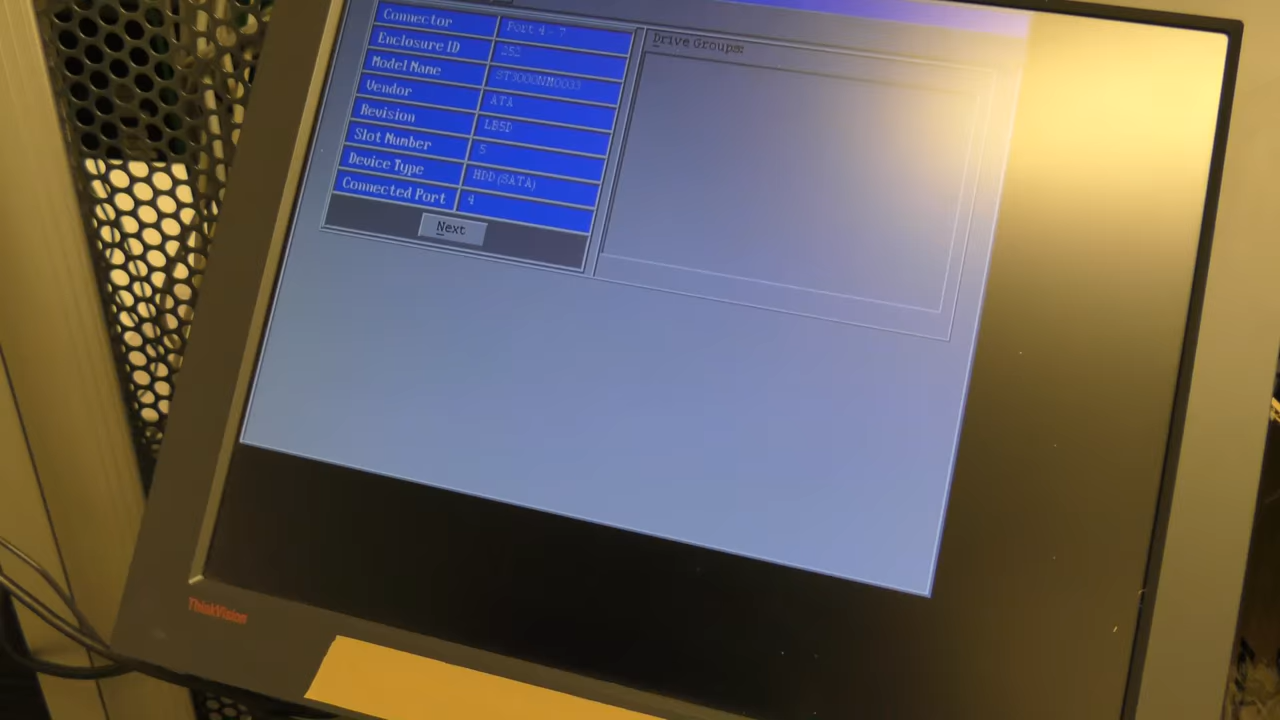 Connector Port 4 - 7
Drive Groups:
Enclosure ID 252
Model Name ST3000NM0033
Vendor ATA
Revision LB5D
Slot Number 5
Device Type HDD(SATA)
Connected Port 4
Next
ThinkVision